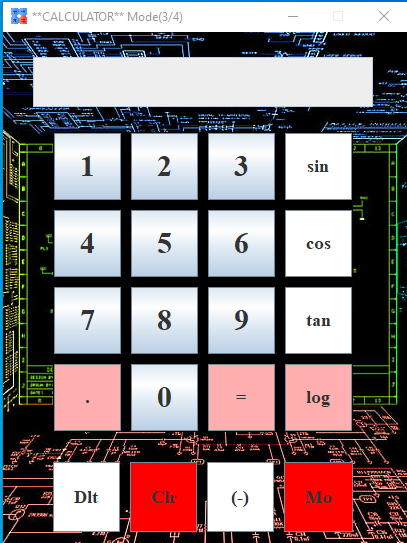 **CALCULATOR** Mode(3/4)
1 2 3 sin
4 5 6 cos
7 8 9 tan
. 0 = log
Dlt Clr (-) Mo